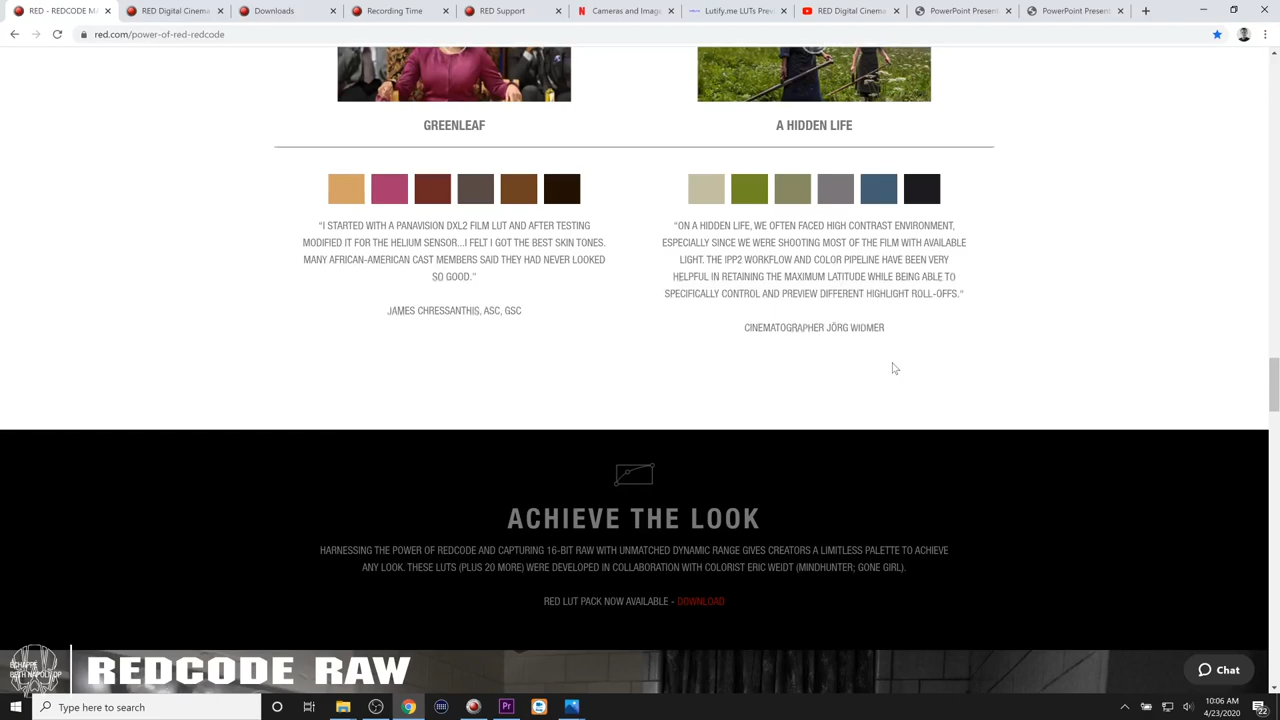 RED - REDCODE
RED Digital Cinema
Downloads
Recording Time
RED Support
Cameras and Image
Lutify.me LUTs Prev
RED Digital Cinema
PowerPoint Present
PowerPoint Present
red.com/power-of-red-redcode
GREENLEAF
"I STARTED WITH A PANAVISION DXL2 FILM LUT AND AFTER TESTING
MODIFIED IT FOR THE HELIUM SENSOR...I FELT I GOT THE BEST SKIN TONES.
MANY AFRICAN-AMERICAN CAST MEMBERS SAID THEY HAD NEVER LOOKED
SO GOOD."
JAMES CHRESSANTHIS, ASC, GSC
A HIDDEN LIFE
"ON A HIDDEN LIFE, WE OFTEN FACED HIGH CONTRAST ENVIRONMENT,
ESPECIALLY SINCE WE WERE SHOOTING MOST OF THE FILM WITH AVAILABLE
LIGHT. THE IPP2 WORKFLOW AND COLOR PIPELINE HAVE BEEN VERY
HELPFUL IN RETAINING THE MAXIMUM LATITUDE WHILE BEING ABLE TO
SPECIFICALLY CONTROL AND PREVIEW DIFFERENT HIGHLIGHT ROLL-OFFS."
CINEMATOGRAPHER JÖRG WIDMER
ACHIEVE THE LOOK
HARNESSING THE POWER OF REDCODE AND CAPTURING 16-BIT RAW WITH UNMATCHED DYNAMIC RANGE GIVES CREATORS A LIMITLESS PALETTE TO ACHIEVE
ANY LOOK. THESE LUTS (PLUS 20 MORE) WERE DEVELOPED IN COLLABORATION WITH COLORIST ERIC WEIDT (MINDHUNTER; GONE GIRL).
RED LUT PACK NOW AVAILABLE - DOWNLOAD
REDCODE RAW
Chat
Type here to search
Pr
10:06 AM
4/23/2020
22